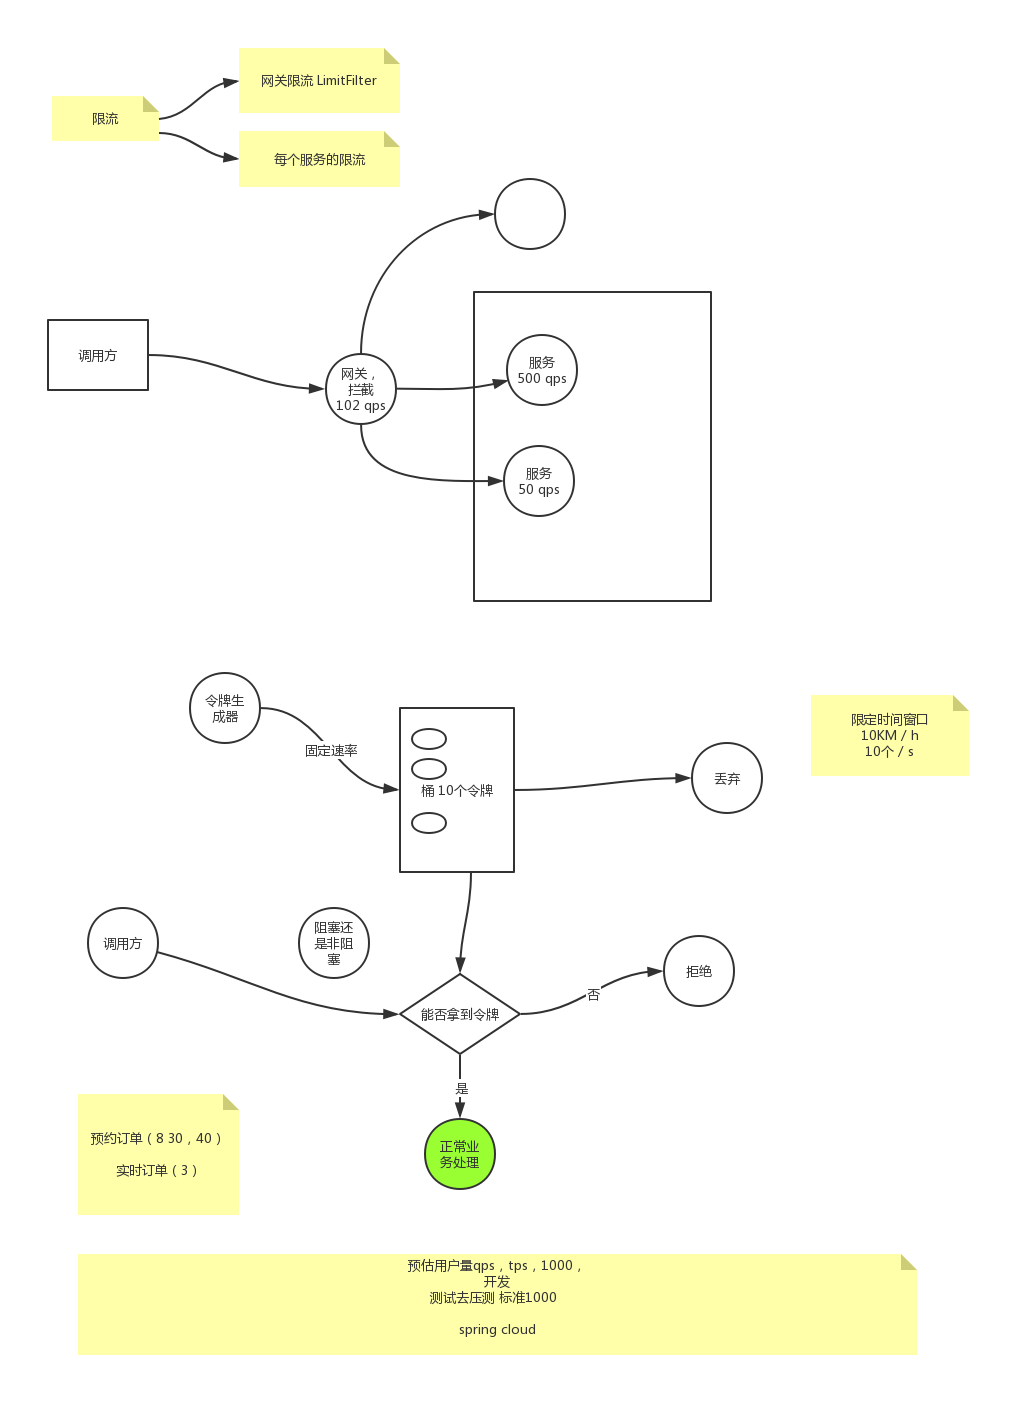 网关限流 LimitFilter
限流
每个服务的限流
调用方
网关，
拦截
102 qps
服务
500 qps
服务
50 qps
令牌生
成器
固定速率
桶 10个令牌
丢弃
限定时间窗口
10KM / h
10个 / s
调用方
阻塞还
是非阻
塞
能否拿到令牌
否
拒绝
是
正常业
务处理
预约订单（8 30，40）
实时订单（3）
预估用户量qps，tps，1000，
开发
测试去压测 标准1000
spring cloud